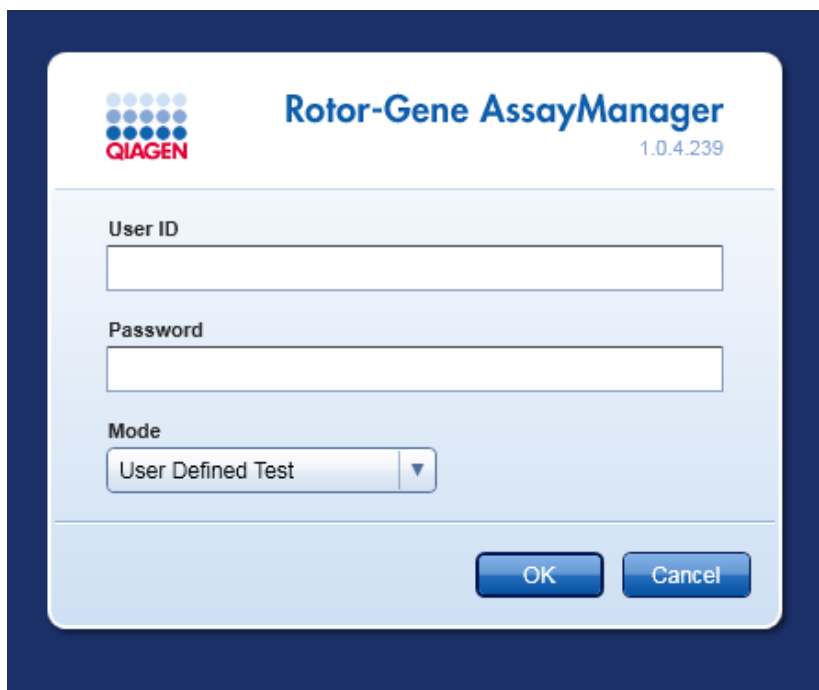 QIAGEN
Rotor-Gene AssayManager
1.0.4.239
User ID
Password
Mode
User Defined Test
OK Cancel